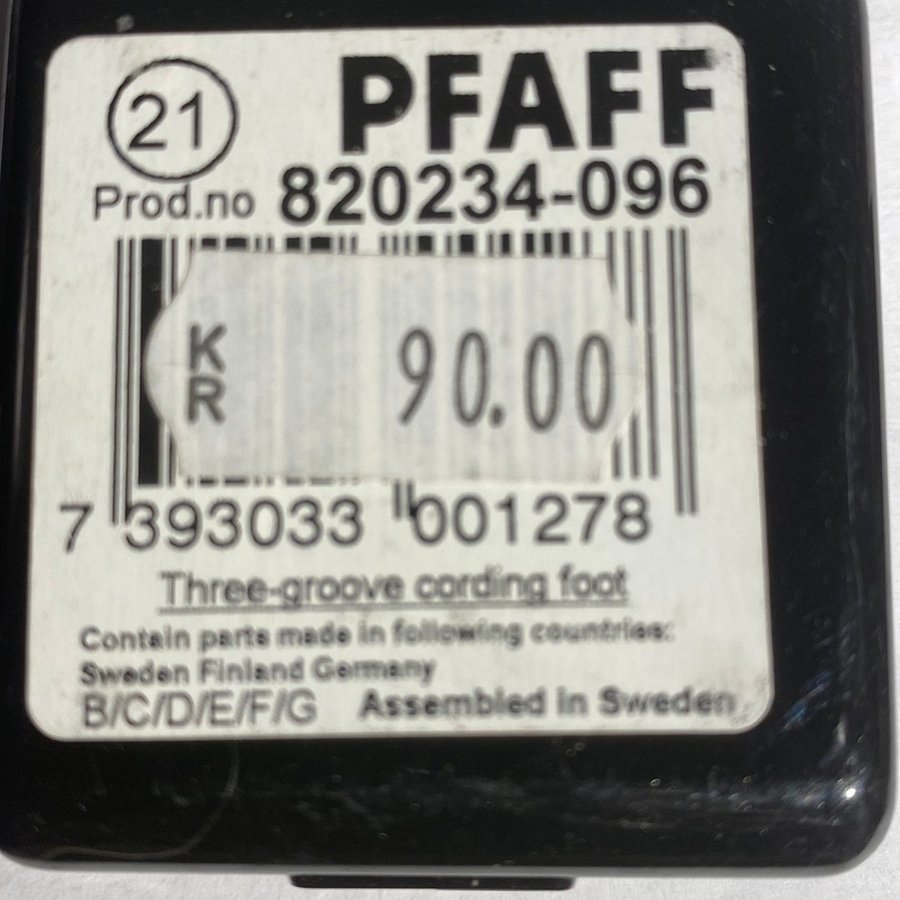 21 PFAFF
Prod.no 820234-096
KR 90.00
7 393033 001278
Three-groove cording foot
Contain parts made in following countries:
Sweden Finland Germany
B/C/D/E/F/G Assembled in Sweden